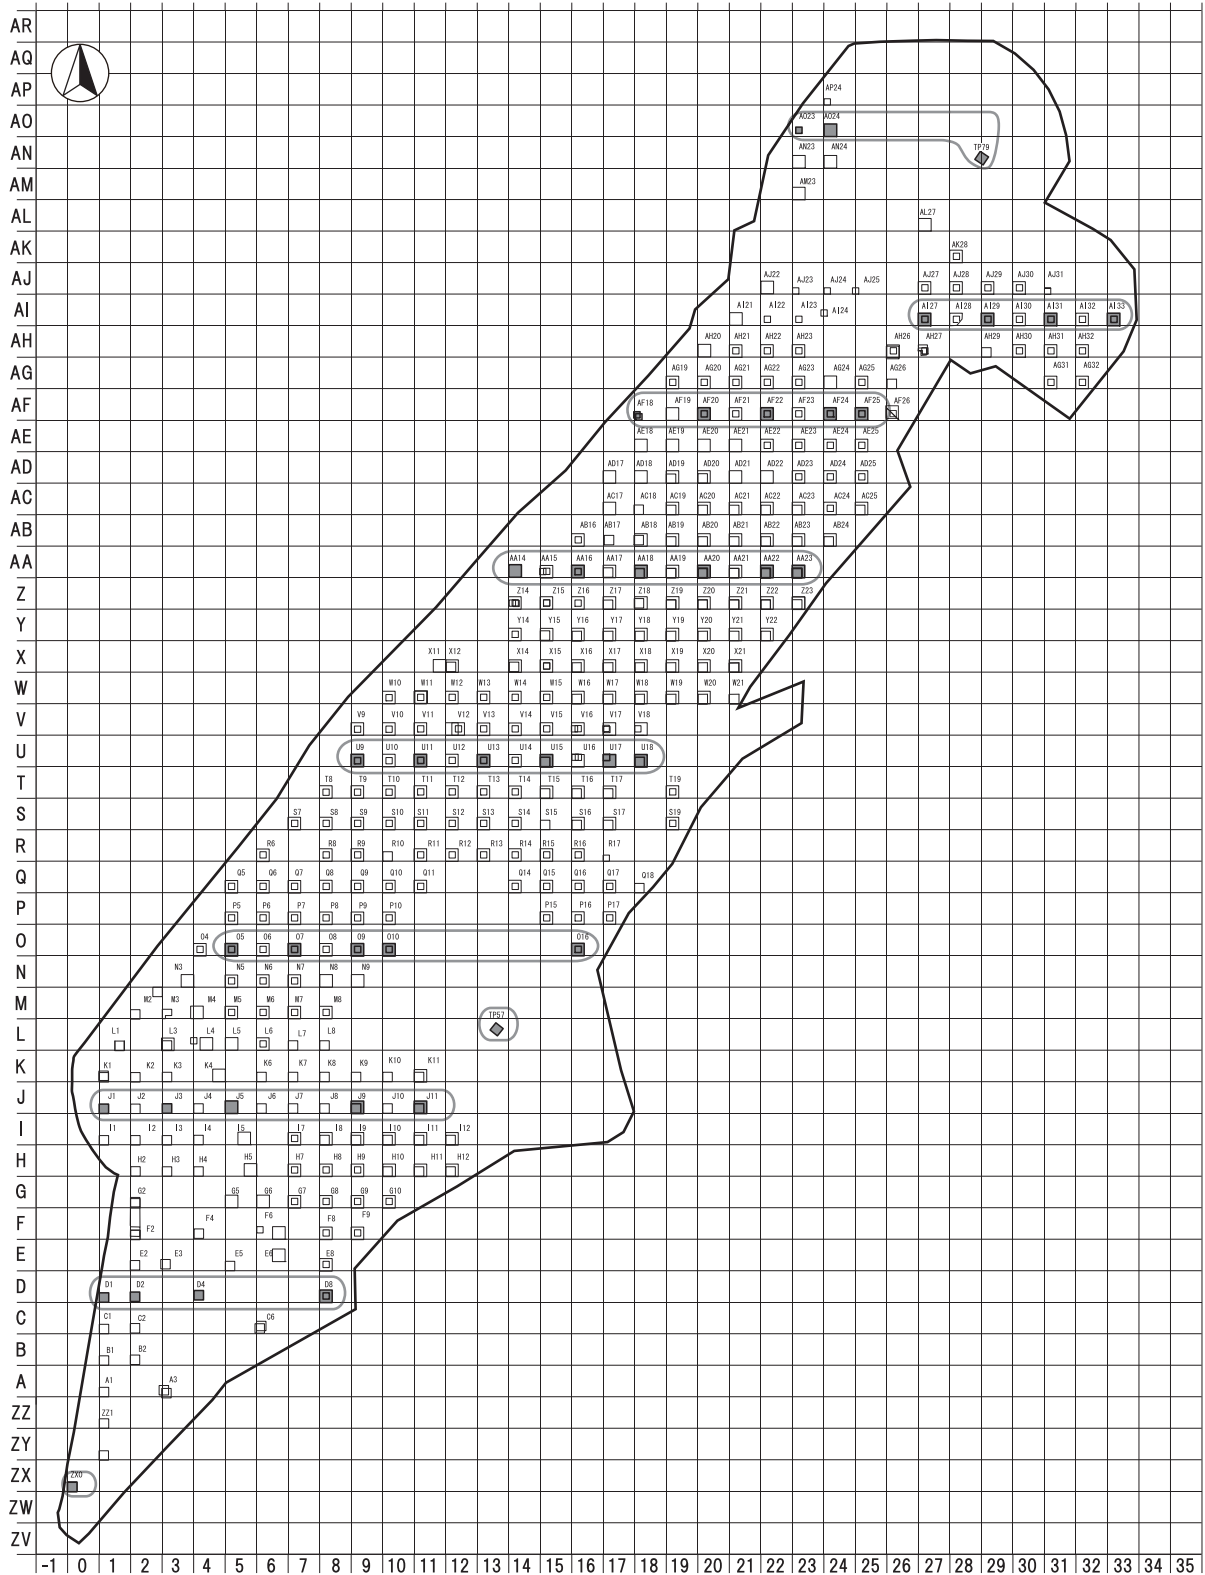 AR
AQ
AP AP24
AO AO23 AO24
AN AN23 AN24 TP79
AM AM23
AL AL27
AK AK28
AJ AJ22 AJ23 AJ24 AJ25 AJ27 AJ28 AJ29 AJ30 AJ31
AI AI21 AI22 AI23 AI24 AI27 AI28 AI29 AI30 AI31 AI32 AI33
AH AH20 AH21 AH22 AH23 AH26 AH27 AH29 AH30 AH31 AH32
AG AG19 AG20 AG21 AG22 AG23 AG24 AG25 AG26 AG31 AG32
AF AF18 AF19 AF20 AF21 AF22 AF23 AF24 AF25 AF26
AE AE18 AE19 AE20 AE21 AE22 AE23 AE24 AE25
AD AD17 AD18 AD19 AD20 AD21 AD22 AD23 AD24 AD25
AC AC17 AC18 AC19 AC20 AC21 AC22 AC23 AC24 AC25
AB AB16 AB17 AB18 AB19 AB20 AB21 AB22 AB23 AB24
AA AA14 AA15 AA16 AA17 AA18 AA19 AA20 AA21 AA22 AA23
Z Z14 Z15 Z16 Z17 Z18 Z19 Z20 Z21 Z22 Z23
Y Y14 Y15 Y16 Y17 Y18 Y19 Y20 Y21 Y22
X X11 X12 X14 X15 X16 X17 X18 X19 X20 X21
W W10 W11 W12 W13 W14 W15 W16 W17 W18 W19 W20 W21
V V9 V10 V11 V12 V13 V14 V15 V16 V17 V18
U U9 U10 U11 U12 U13 U14 U15 U16 U17 U18
T T8 T9 T10 T11 T12 T13 T14 T15 T16 T17 T19
S S7 S8 S9 S10 S11 S12 S13 S14 S15 S16 S17 S19
R R6 R8 R9 R10 R11 R12 R13 R14 R15 R16 R17
Q Q5 Q6 Q7 Q8 Q9 Q10 Q11 Q14 Q15 Q16 Q17 Q18
P P5 P6 P7 P8 P9 P10 P15 P16 P17
O O4 O5 O6 O7 O8 O9 O10 O16
N N3 N5 N6 N7 N8 N9
M M2 M3 M4 M5 M6 M7 M8 TP57
L L1 L3 L4 L5 L6 L7 L8
K K1 K2 K3 K4 K6 K7 K8 K9 K10 K11
J J1 J2 J3 J4 J5 J6 J7 J8 J9 J10 J11
I I1 I2 I3 I4 I5 I7 I8 I9 I10 I11 I12
H H2 H3 H4 H5 H7 H8 H9 H10 H11 H12
G G2 G5 G6 G7 G8 G9 G10
F F2 F4 F6 F8 F9
E E2 E3 E5 E6 E8
D D1 D2 D4 D8
C C1 C2 C6
B B1 B2
A A1 A3
ZZ ZZ1
ZY
ZX ZX0
ZW
ZV
-1 0 1 2 3 4 5 6 7 8 9 10 11 12 13 14 15 16 17 18 19 20 21 22 23 24 25 26 27 28 29 30 31 32 33 34 35